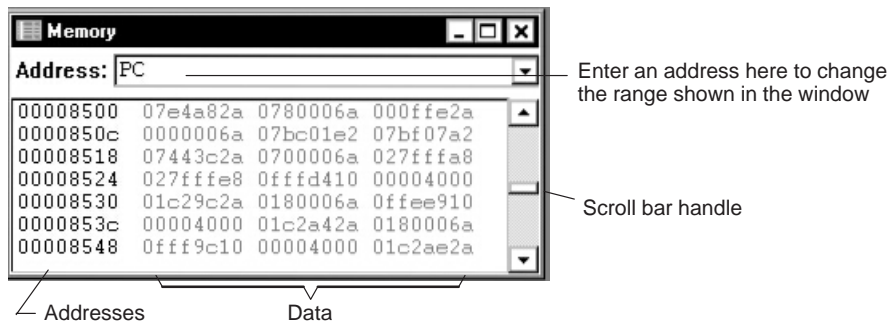 Memory
Address: PC
Enter an address here to change
the range shown in the window
00008500 07e4a82a 0780006a 000ffe2a
0000850c 0000006a 07bc01e2 07bf07a2
00008518 07443c2a 0700006a 027fffa8
00008524 027fffe8 0fffd410 00004000
00008530 01c29c2a 0180006a 0ffee910
0000853c 00004000 01c2a42a 0180006a
00008548 0fff9c10 00004000 01c2ae2a
Scroll bar handle
Addresses
Data